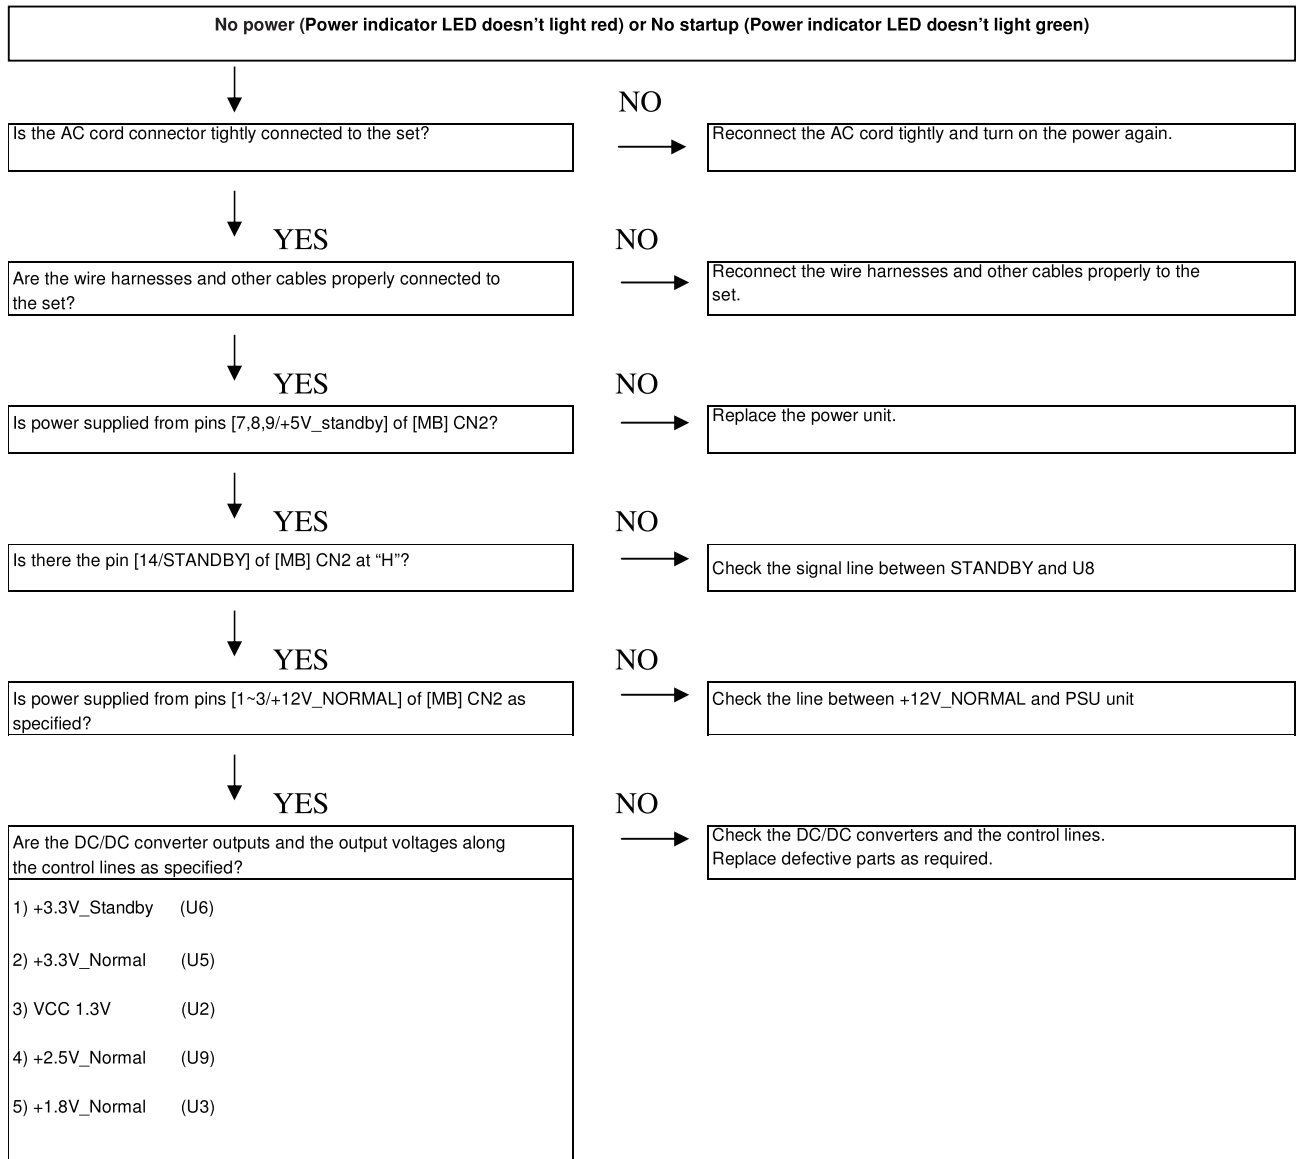 No power (Power indicator LED doesn’t light red) or No startup (Power indicator LED doesn’t light green)
NO
Is the AC cord connector tightly connected to the set?
Reconnect the AC cord tightly and turn on the power again.
YES
NO
Are the wire harnesses and other cables properly connected to
the set?
Reconnect the wire harnesses and other cables properly to the
set.
YES
NO
Is power supplied from pins [7,8,9/+5V_standby] of [MB] CN2?
Replace the power unit.
YES
NO
Is there the pin [14/STANDBY] of [MB] CN2 at “H”?
Check the signal line between STANDBY and U8
YES
NO
Is power supplied from pins [1~3/+12V_NORMAL] of [MB] CN2 as
specified?
Check the line between +12V_NORMAL and PSU unit
YES
NO
Are the DC/DC converter outputs and the output voltages along
the control lines as specified?
Check the DC/DC converters and the control lines.
Replace defective parts as required.
1) +3.3V_Standby (U6)
2) +3.3V_Normal (U5)
3) VCC 1.3V (U2)
4) +2.5V_Normal (U9)
5) +1.8V_Normal (U3)